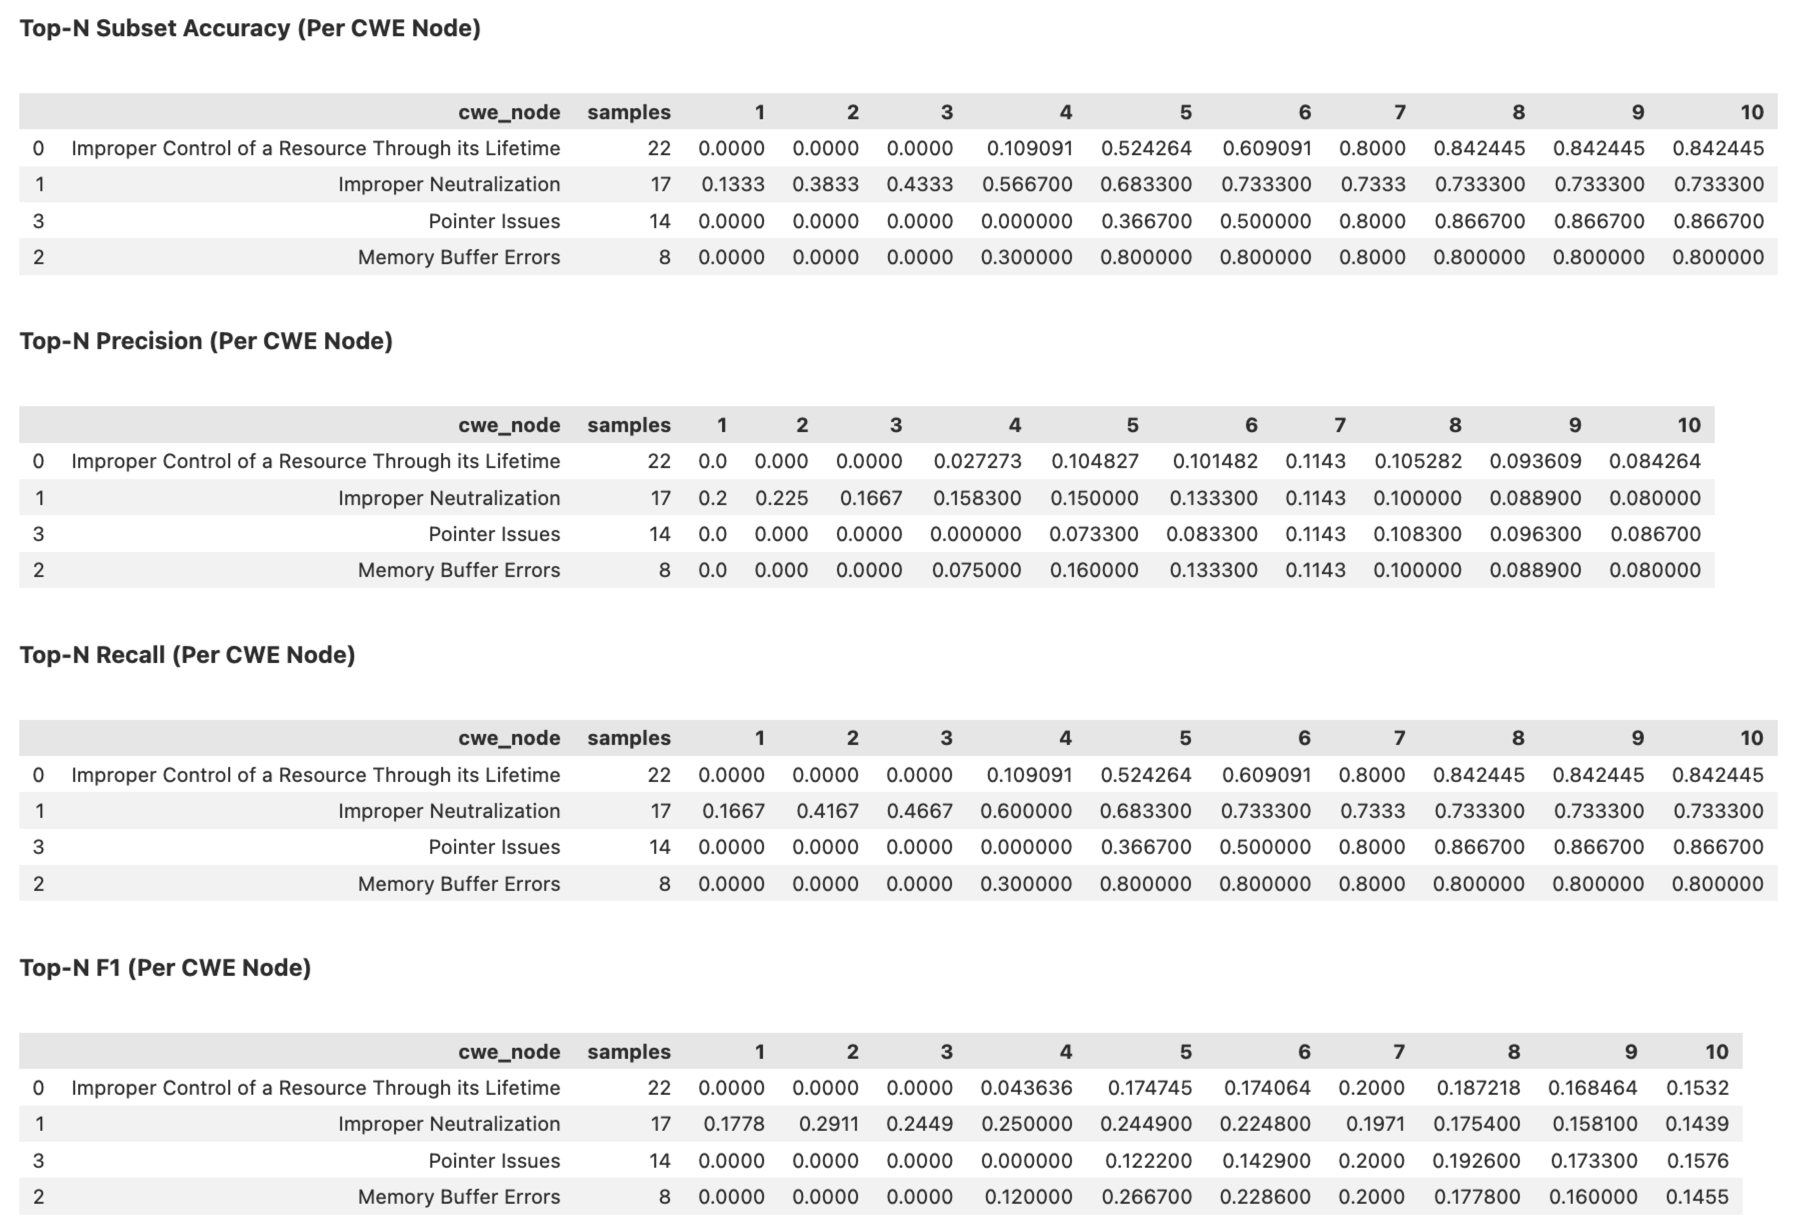 Top-N Subset Accuracy (Per CWE Node)
cwe_node samples 1 2 3 4 5 6 7 8 9 10
0 Improper Control of a Resource Through its Lifetime 22 0.0000 0.0000 0.0000 0.109091 0.524264 0.609091 0.8000 0.842445 0.842445 0.842445
1 Improper Neutralization 17 0.1333 0.3833 0.4333 0.566700 0.683300 0.733300 0.7333 0.733300 0.733300 0.733300
3 Pointer Issues 14 0.0000 0.0000 0.0000 0.000000 0.366700 0.500000 0.8000 0.866700 0.866700 0.866700
2 Memory Buffer Errors 8 0.0000 0.0000 0.0000 0.300000 0.800000 0.800000 0.8000 0.800000 0.800000 0.800000
Top-N Precision (Per CWE Node)
cwe_node samples 1 2 3 4 5 6 7 8 9 10
0 Improper Control of a Resource Through its Lifetime 22 0.0 0.000 0.0000 0.027273 0.104827 0.101482 0.1143 0.105282 0.093609 0.084264
1 Improper Neutralization 17 0.2 0.225 0.1667 0.158300 0.150000 0.133300 0.1143 0.100000 0.088900 0.080000
3 Pointer Issues 14 0.0 0.000 0.0000 0.000000 0.073300 0.083300 0.1143 0.108300 0.096300 0.086700
2 Memory Buffer Errors 8 0.0 0.000 0.0000 0.075000 0.160000 0.133300 0.1143 0.100000 0.088900 0.080000
Top-N Recall (Per CWE Node)
cwe_node samples 1 2 3 4 5 6 7 8 9 10
0 Improper Control of a Resource Through its Lifetime 22 0.0000 0.0000 0.0000 0.109091 0.524264 0.609091 0.8000 0.842445 0.842445 0.842445
1 Improper Neutralization 17 0.1667 0.4167 0.4667 0.600000 0.683300 0.733300 0.7333 0.733300 0.733300 0.733300
3 Pointer Issues 14 0.0000 0.0000 0.0000 0.000000 0.366700 0.500000 0.8000 0.866700 0.866700 0.866700
2 Memory Buffer Errors 8 0.0000 0.0000 0.0000 0.300000 0.800000 0.800000 0.8000 0.800000 0.800000 0.800000
Top-N F1 (Per CWE Node)
cwe_node samples 1 2 3 4 5 6 7 8 9 10
0 Improper Control of a Resource Through its Lifetime 22 0.0000 0.0000 0.0000 0.043636 0.174745 0.174064 0.2000 0.187218 0.168464 0.1532
1 Improper Neutralization 17 0.1778 0.2911 0.2449 0.250000 0.244900 0.224800 0.1971 0.175400 0.158100 0.1439
3 Pointer Issues 14 0.0000 0.0000 0.0000 0.000000 0.122200 0.142900 0.2000 0.192600 0.173300 0.1576
2 Memory Buffer Errors 8 0.0000 0.0000 0.0000 0.120000 0.266700 0.228600 0.2000 0.177800 0.160000 0.1455